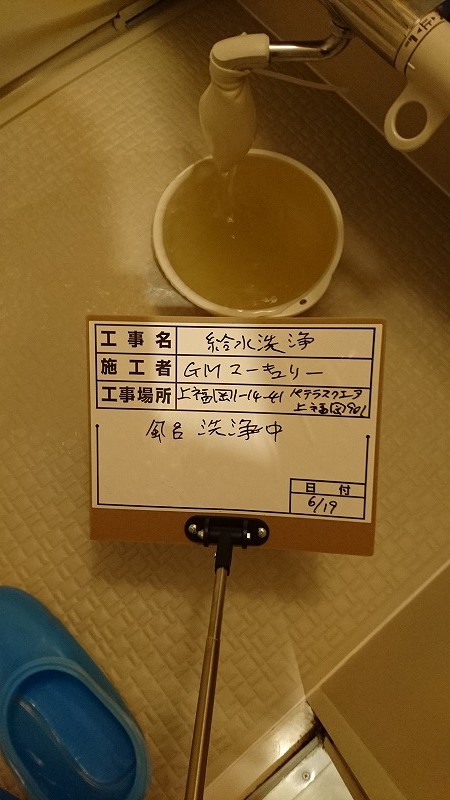 工事名 給水洗浄
施工者 GMコーキュリー
工事場所 上福岡1-14-41 ペテラスクエア
上福岡901
風呂 洗浄中
日付
6/19